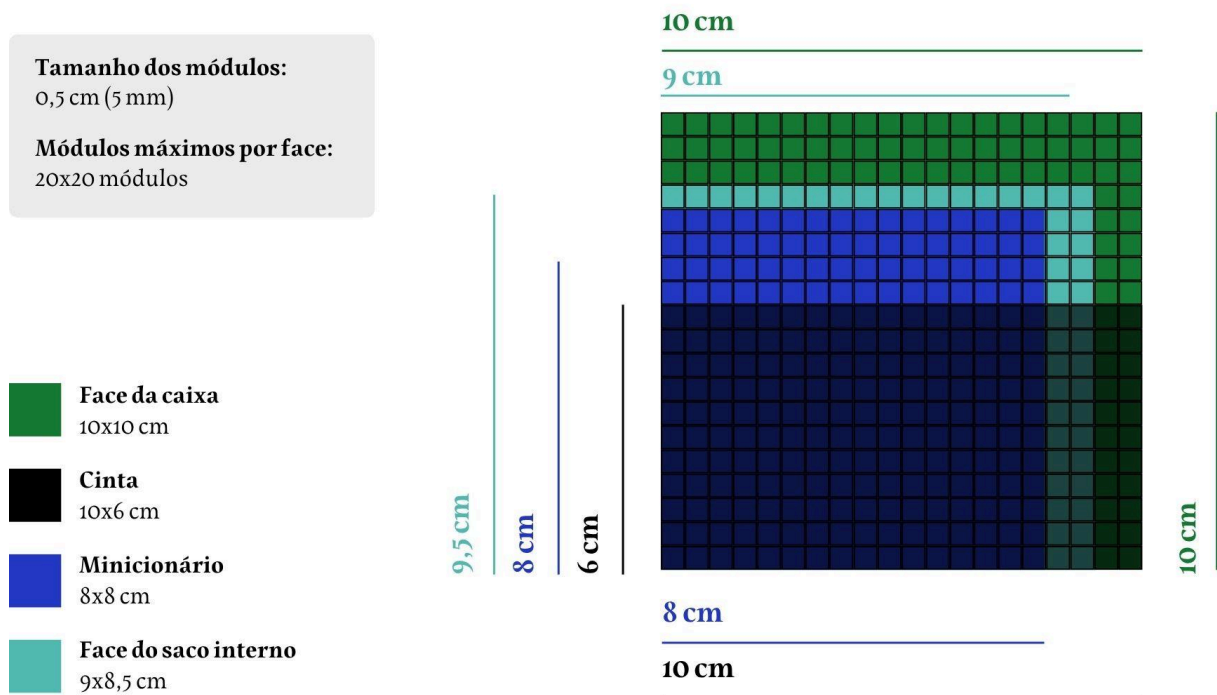 Tamanho dos módulos:
0,5 cm (5 mm)
Módulos máximos por face:
20x20 módulos
Face da caixa
10x10 cm
Cinta
10x6 cm
Minicionário
8x8 cm
Face do saco interno
9x8,5 cm
9,5 cm
8 cm
6 cm
10 cm
9 cm
10 cm
8 cm
10 cm